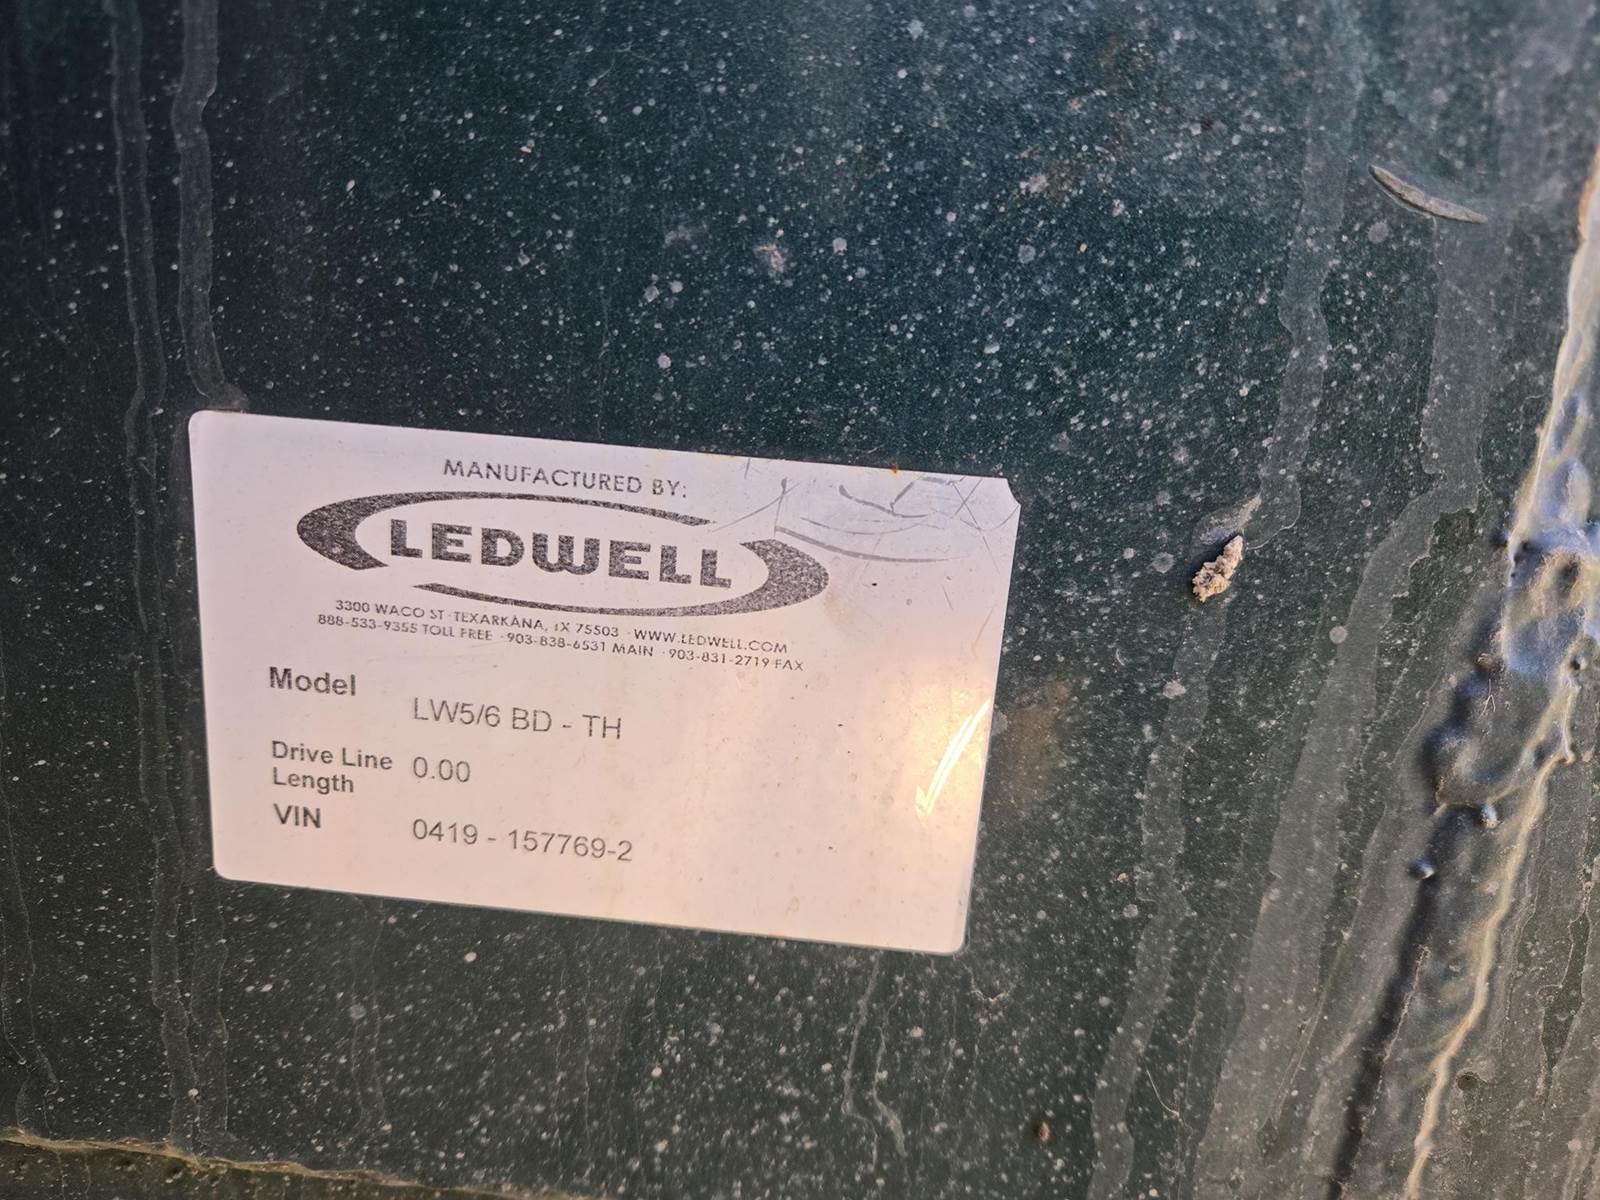 MANUFACTURED BY:
LEDWELL
3300 WACO ST · TEXARKANA, TX 75503 · WWW.LEDWELL.COM
888-533-9355 TOLL FREE · 903-838-6531 MAIN · 903-831-2719 FAX
Model LW5/6 BD - TH
Drive Line Length 0.00
VIN 0419 - 157769-2